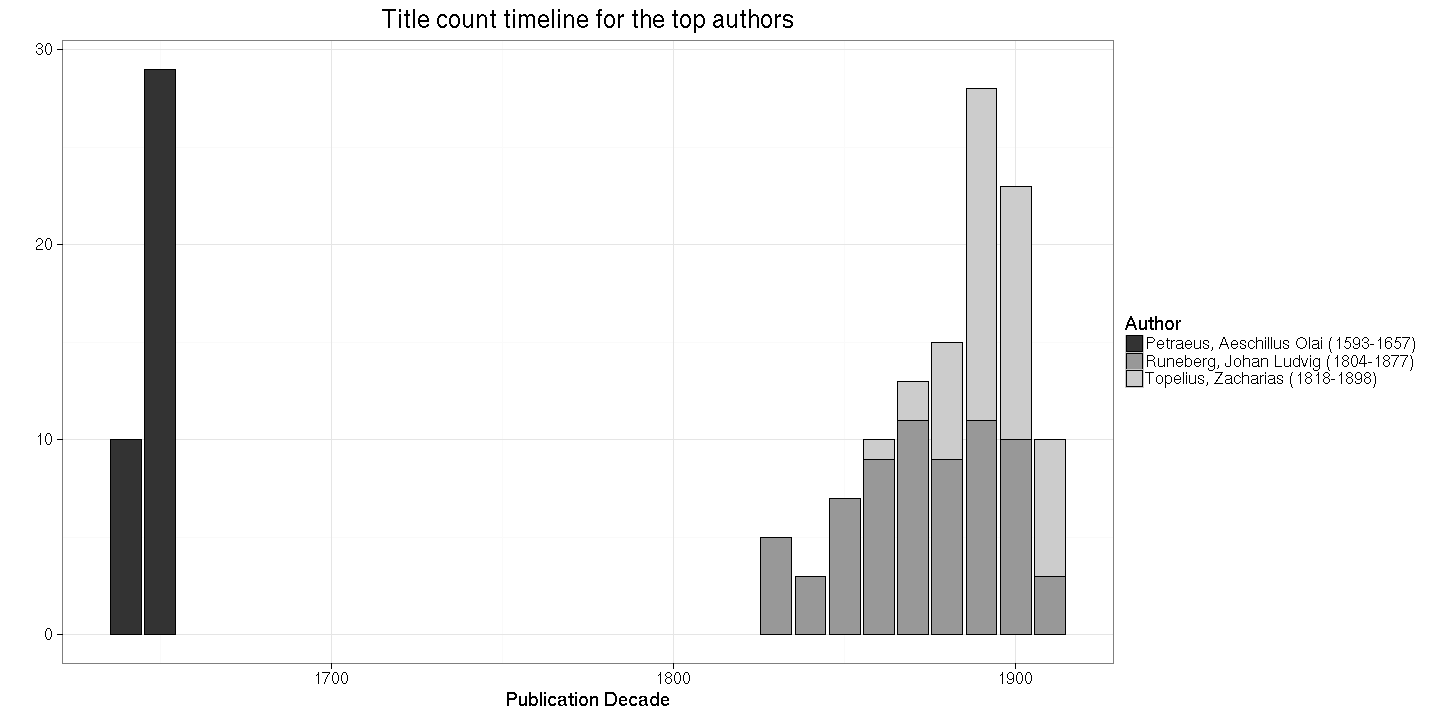 Title count timeline for the top authors
30
20
10
0
1700
1800
1900
Publication Decade
Author
Petraeus, Aeschillus Olai (1593-1657)
Runeberg, Johan Ludvig (1804-1877)
Topelius, Zacharias (1818-1898)